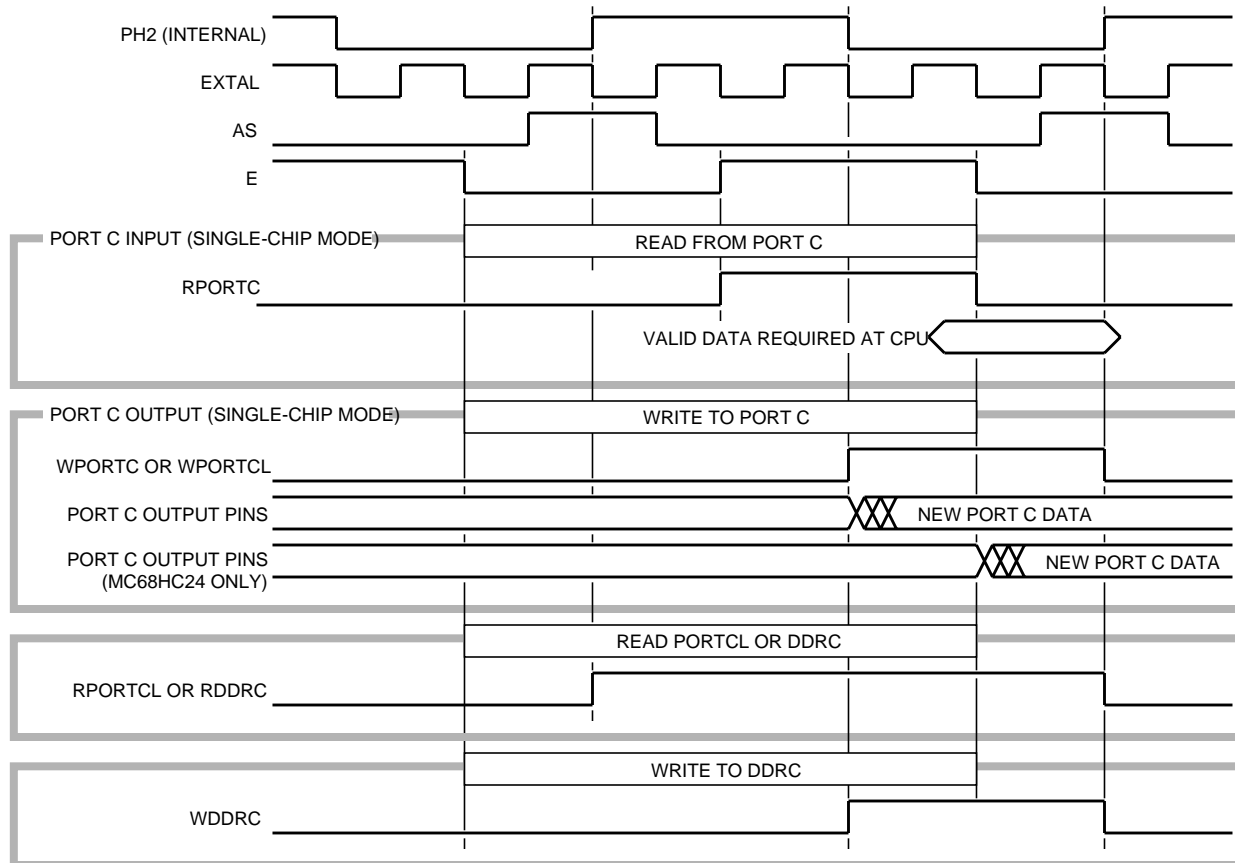 PH2 (INTERNAL)
EXTAL
AS
E
PORT C INPUT (SINGLE-CHIP MODE)
READ FROM PORT C
RPORTC
VALID DATA REQUIRED AT CPU
PORT C OUTPUT (SINGLE-CHIP MODE)
WRITE TO PORT C
WPORTC OR WPORTCL
PORT C OUTPUT PINS
NEW PORT C DATA
PORT C OUTPUT PINS
(MC68HC24 ONLY)
NEW PORT C DATA
READ PORTCL OR DDRC
RPORTCL OR RDDRC
WRITE TO DDRC
WDDRC